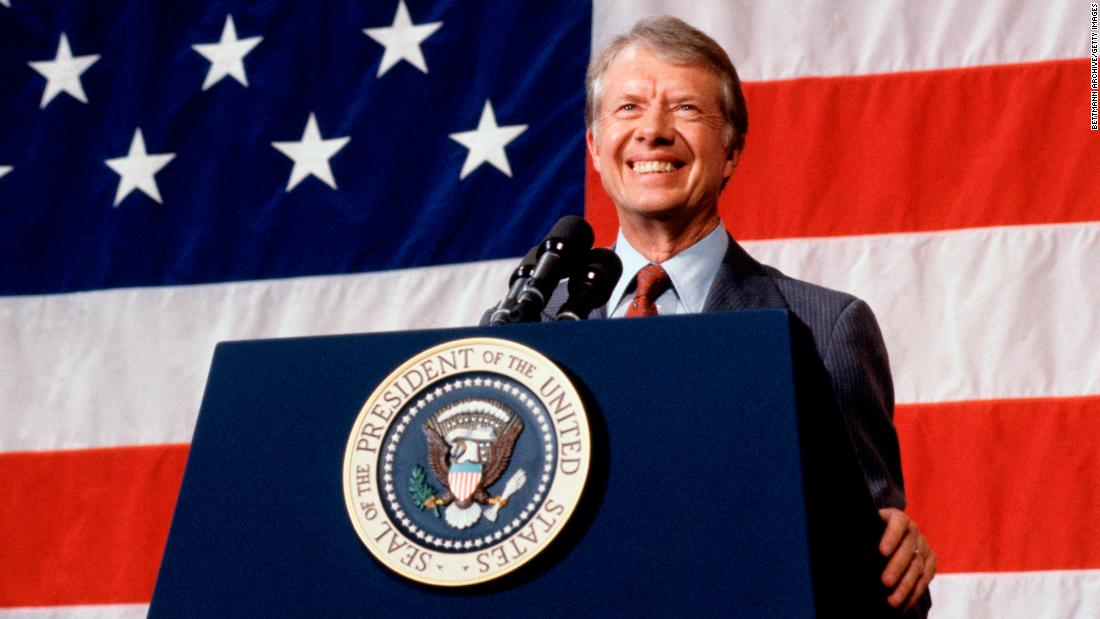 SEAL OF THE PRESIDENT OF THE UNITED STATES
BETTMANN ARCHIVE/GETTY IMAGES